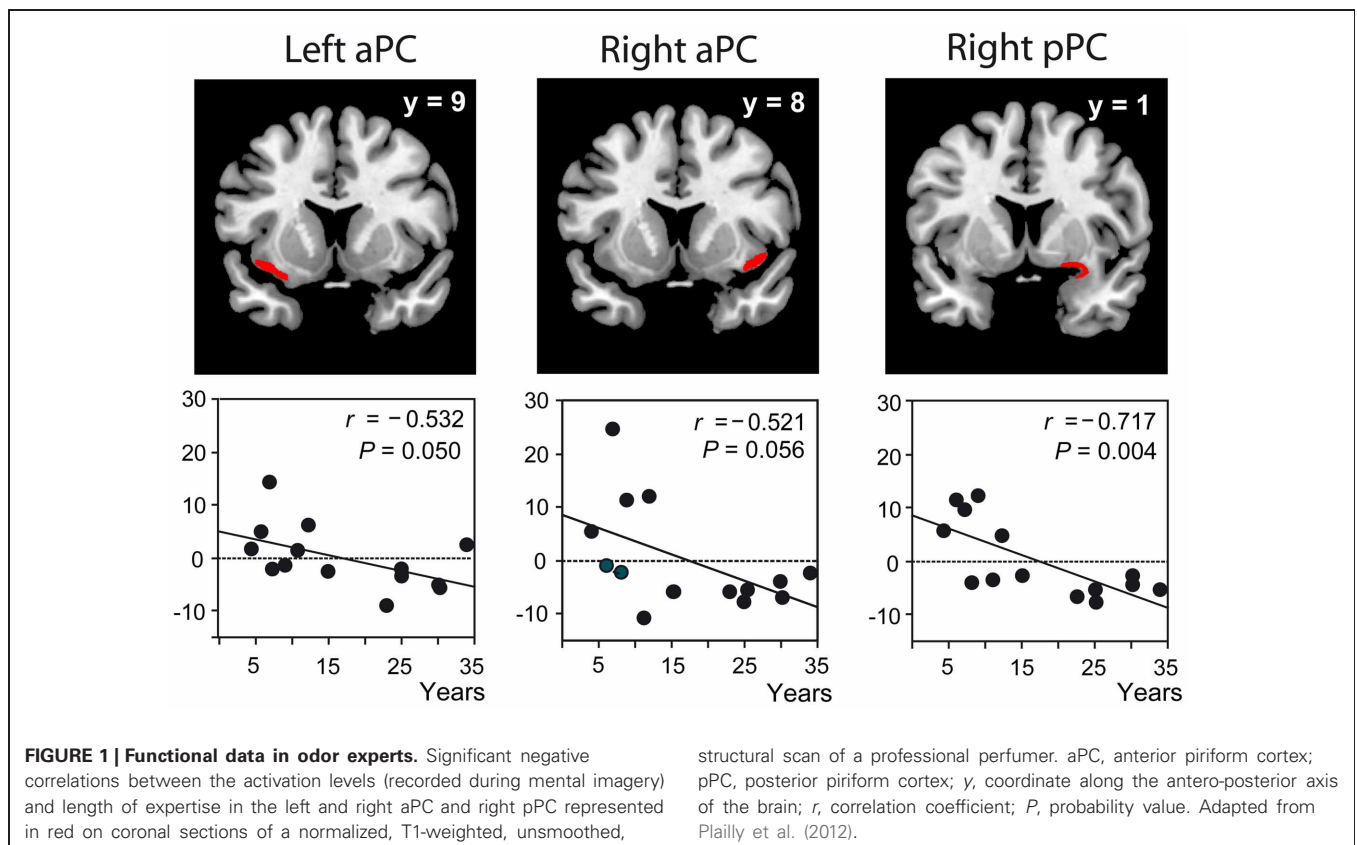 Left aPC
Right aPC
Right pPC
y = 9
y = 8
y = 1
30
20
10
0
-10
r = −0.532
P = 0.050
5
15
25
35
Years
30
20
10
0
-10
r =−0.521
P = 0.056
5
15
25
35
Years
30
20
10
0
-10
r =−0.717
P = 0.004
5
15
25
35
Years
FIGURE 1 | Functional data in odor experts. Significant negative
correlations between the activation levels (recorded during mental imagery)
and length of expertise in the left and right aPC and right pPC represented
in red on coronal sections of a normalized, T1-weighted, unsmoothed,
structural scan of a professional perfumer. aPC, anterior piriform cortex;
pPC, posterior piriform cortex; y, coordinate along the antero-posterior axis
of the brain; r, correlation coefficient; P, probability value. Adapted from
Plailly et al. (2012).